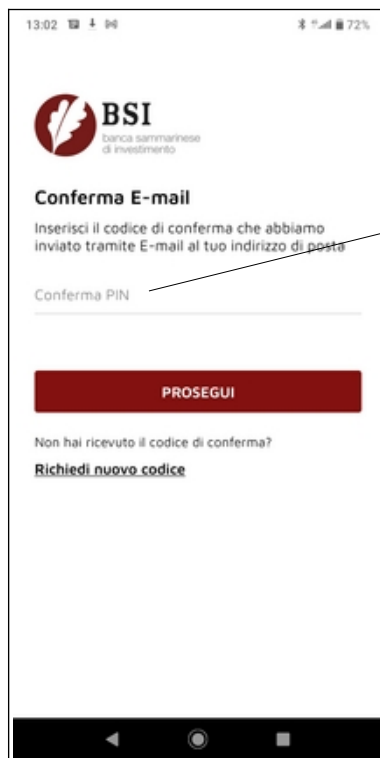 13:02
72%
BSI
banca sammarinese
di investimento
Conferma E-mail
Inserisci il codice di conferma che abbiamo
inviato tramite E-mail al tuo indirizzo di posta
Conferma PIN
PROSEGUI
Non hai ricevuto il codice di conferma?
Richiedi nuovo codice